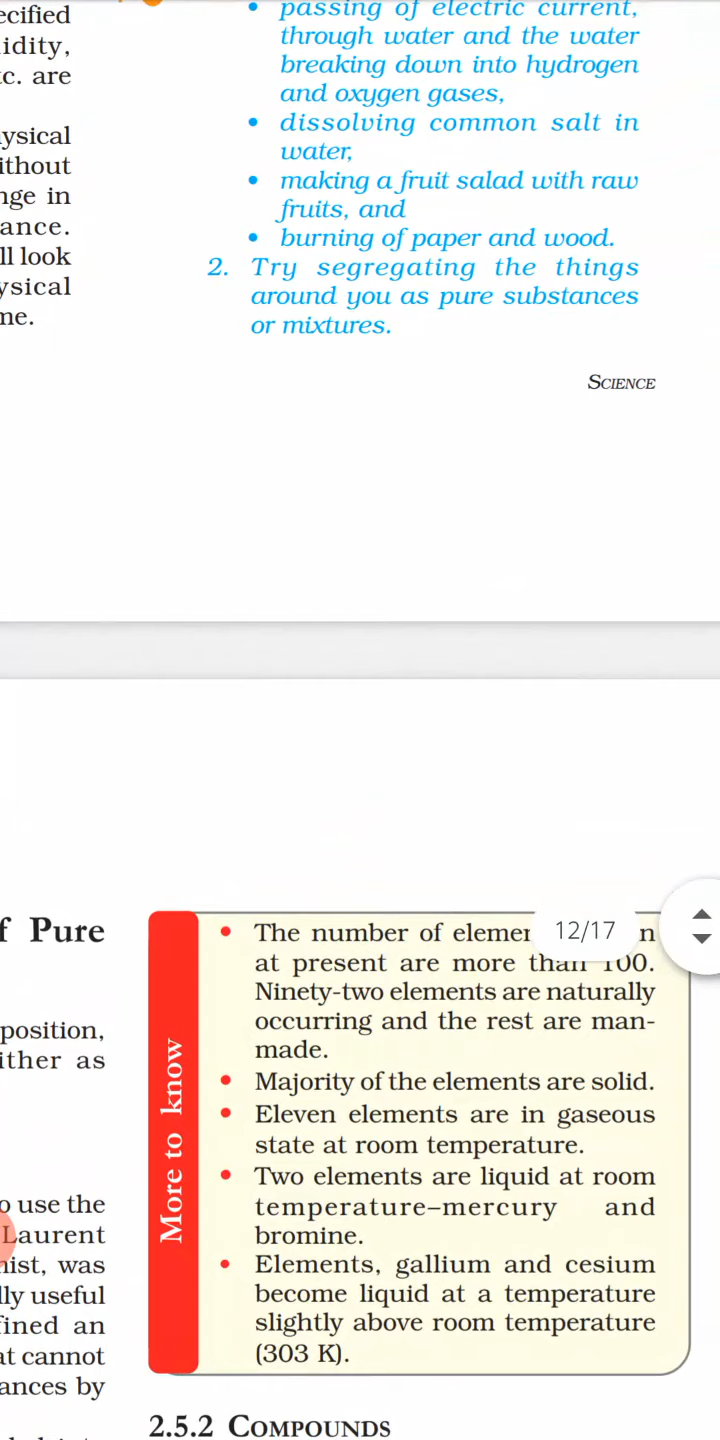 ecified
idity,
tc. are
ysical
ithout
nge in
ance.
ll look
ysical
me.
• passing of electric current,
through water and the water
breaking down into hydrogen
and oxygen gases,
• dissolving common salt in
water,
• making a fruit salad with raw
fruits, and
• burning of paper and wood.
2. Try segregating the things
around you as pure substances
or mixtures.
SCIENCE
f Pure
position,
ither as
o use the
Laurent
nist, was
lly useful
fined an
at cannot
ances by
More to know
• The number of elemen n
12/17
at present are more than 100.
Ninety-two elements are naturally
occurring and the rest are man-
made.
• Majority of the elements are solid.
• Eleven elements are in gaseous
state at room temperature.
• Two elements are liquid at room
temperature–mercury and
bromine.
• Elements, gallium and cesium
become liquid at a temperature
slightly above room temperature
(303 K).
2.5.2 COMPOUNDS